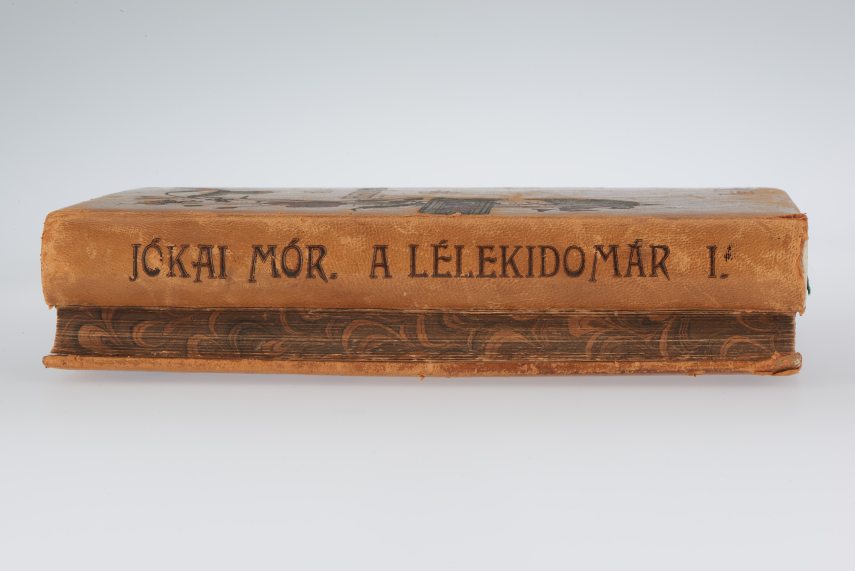 JÓKAI MÓR. A LÉLEKIDOMÁR I.